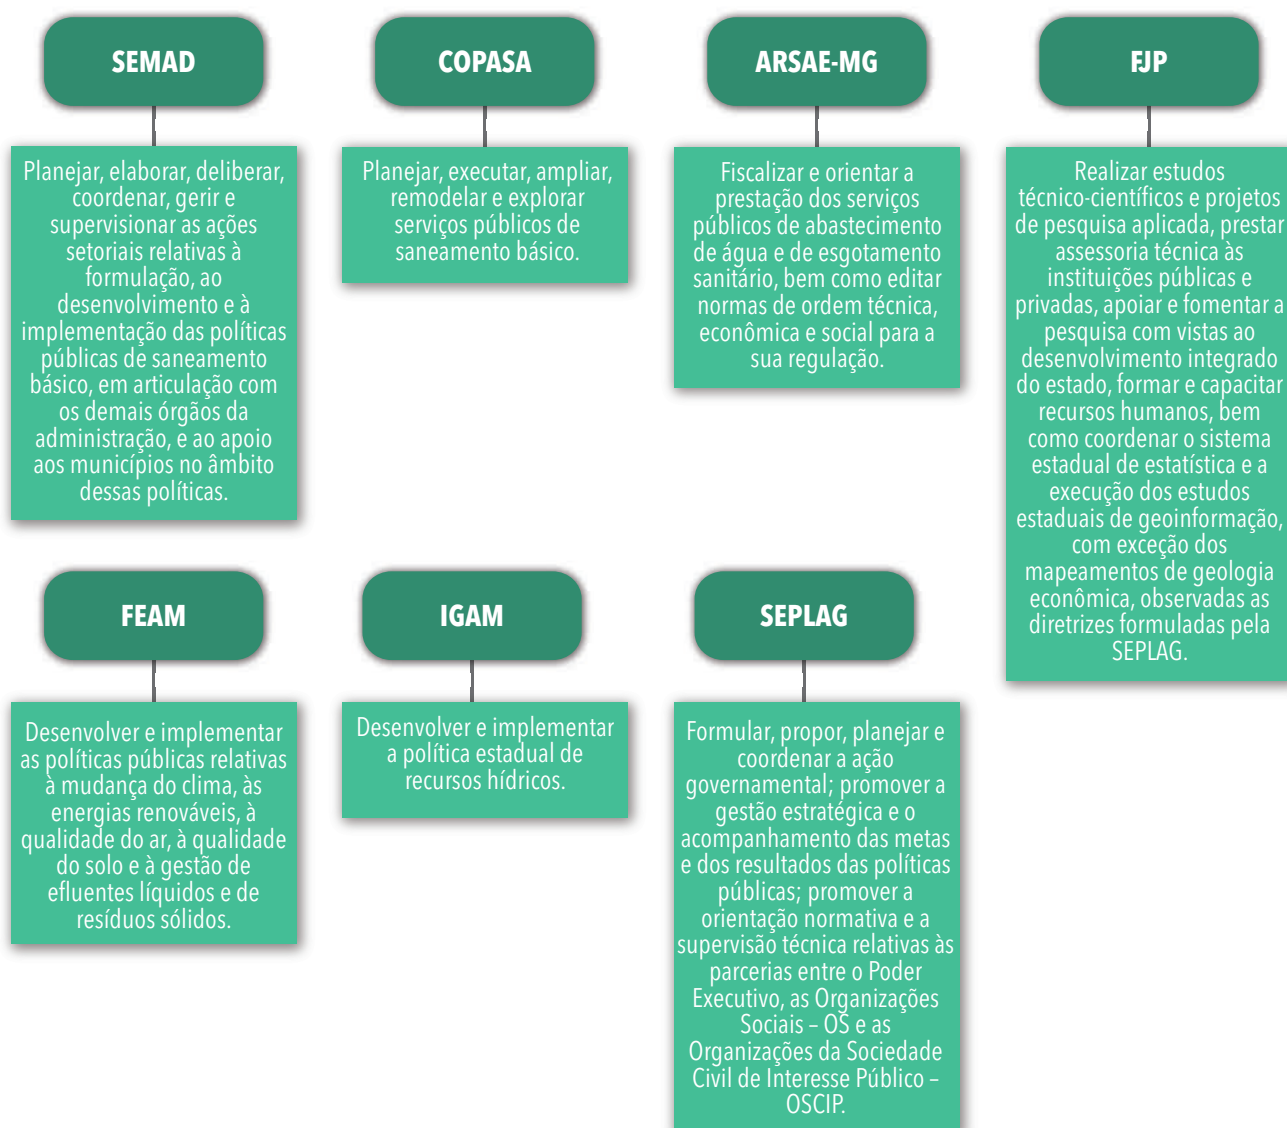 SEMAD
Planejar, elaborar, deliberar,
coordenar, gerir e
supervisionar as ações
setoriais relativas à
formulação, ao
desenvolvimento e à
implementação das políticas
públicas de saneamento
básico, em articulação com
os demais órgãos da
administração, e ao apoio
aos municípios no âmbito
dessas políticas.
COPASA
Planejar, executar, ampliar,
remodelar e explorar
serviços públicos de
saneamento básico.
ARSAE-MG
Fiscalizar e orientar a
prestação dos serviços
públicos de abastecimento
de água e de esgotamento
sanitário, bem como editar
normas de ordem técnica,
econômica e social para a
sua regulação.
FJP
Realizar estudos
técnico-científicos e projetos
de pesquisa aplicada, prestar
assessoria técnica às
instituições públicas e
privadas, apoiar e fomentar a
pesquisa com vistas ao
desenvolvimento integrado
do estado, formar e capacitar
recursos humanos, bem
como coordenar o sistema
estadual de estatística e a
execução dos estudos
estaduais de geoinformação,
com exceção dos
mapeamentos de geologia
econômica, observadas as
diretrizes formuladas pela
SEPLAG.
FEAM
Desenvolver e implementar
as políticas públicas relativas
à mudança do clima, às
energias renováveis, à
qualidade do ar, à qualidade
do solo e à gestão de
efluentes líquidos e de
resíduos sólidos.
IGAM
Desenvolver e implementar
a política estadual de
recursos hídricos.
SEPLAG
Formular, propor, planejar e
coordenar a ação
governamental; promover a
gestão estratégica e o
acompanhamento das metas
e dos resultados das políticas
públicas; promover a
orientação normativa e a
supervisão técnica relativas às
parcerias entre o Poder
Executivo, as Organizações
Sociais – OS e as
Organizações da Sociedade
Civil de Interesse Público –
OSCIP.